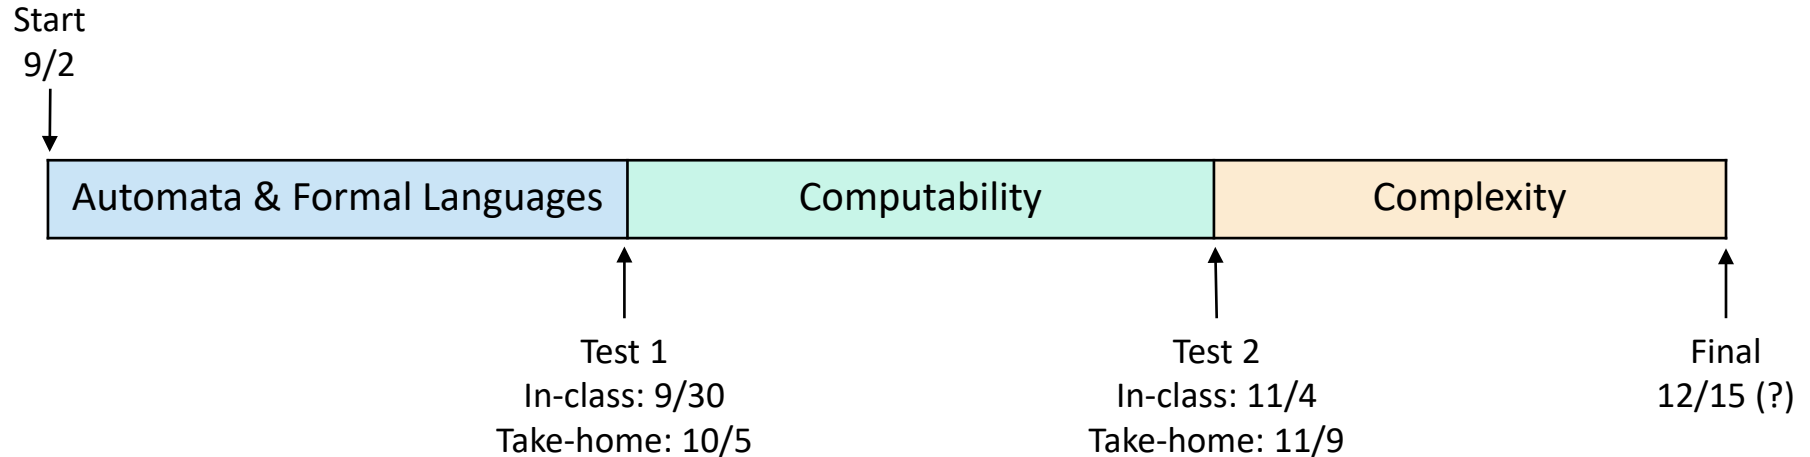 Start
9/2
Automata & Formal Languages
Computability
Complexity
Test 1
In-class: 9/30
Take-home: 10/5
Test 2
In-class: 11/4
Take-home: 11/9
Final
12/15 (?)